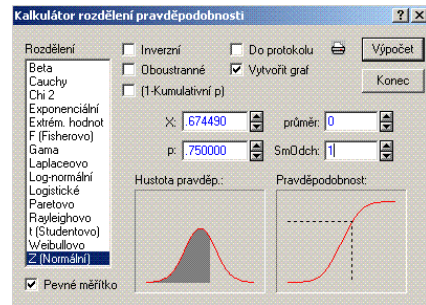 Kalkulátor rozdělení pravděpodobnosti
Rozdělení
Beta
Cauchy
Chi 2
Exponenciální
Extrém. hodnot
F (Fisherovo)
Gama
Laplaceovo
Log-normální
Logistické
Paretovo
Rayleighovo
t (Studentovo)
Weibullovo
Z (Normální)
Pevné měřítko
Inverzní
Do protokolu
Oboustranné
Vytvořit graf
(1-Kumulativní p)
Výpočet
Konec
X: .674490
průměr: 0
p: .750000
SmOdch: 1
Hustota pravděp.:
Pravděpodobnost: